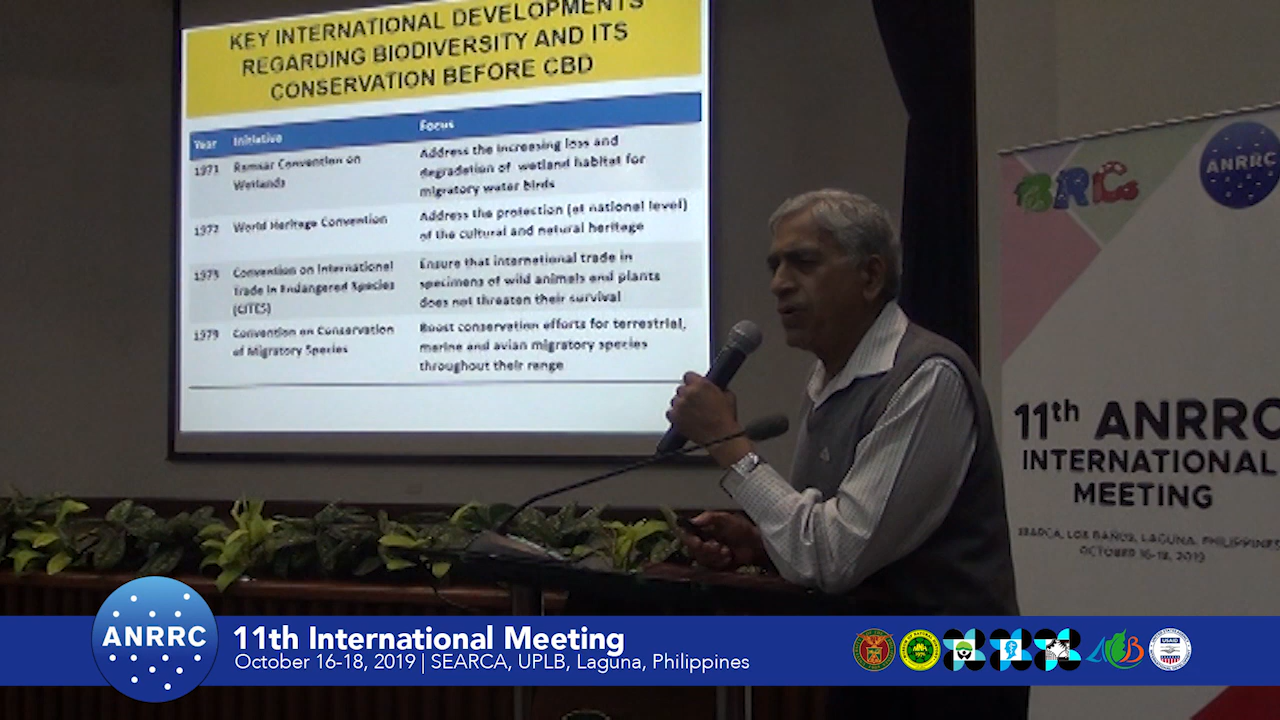 KEY INTERNATIONAL DEVELOPMENTS
REGARDING BIODIVERSITY AND ITS
CONSERVATION BEFORE CBD
Year Initiative Focus
1971 Ramsar Convention on Wetlands Address the increasing loss and degradation of wetland habitat for migratory water birds
1972 World Heritage Convention Address the protection (at national level) of the cultural and natural heritage
1973 Convention on International Trade in Endangered Species (CITES) Ensure that international trade in specimens of wild animals and plants does not threaten their survival
1979 Convention on Conservation of Migratory Species Boost conservation efforts for terrestrial, marine and avian migratory species throughout their range
BRCs
ANRRC
11th ANRRC
INTERNATIONAL
MEETING
SEARCA, LOS BAÑOS, LAGUNA, PHILIPPINES
OCTOBER 16-18, 2019
ANRRC
11th International Meeting
October 16-18, 2019 | SEARCA, UPLB, Laguna, Philippines
USAID